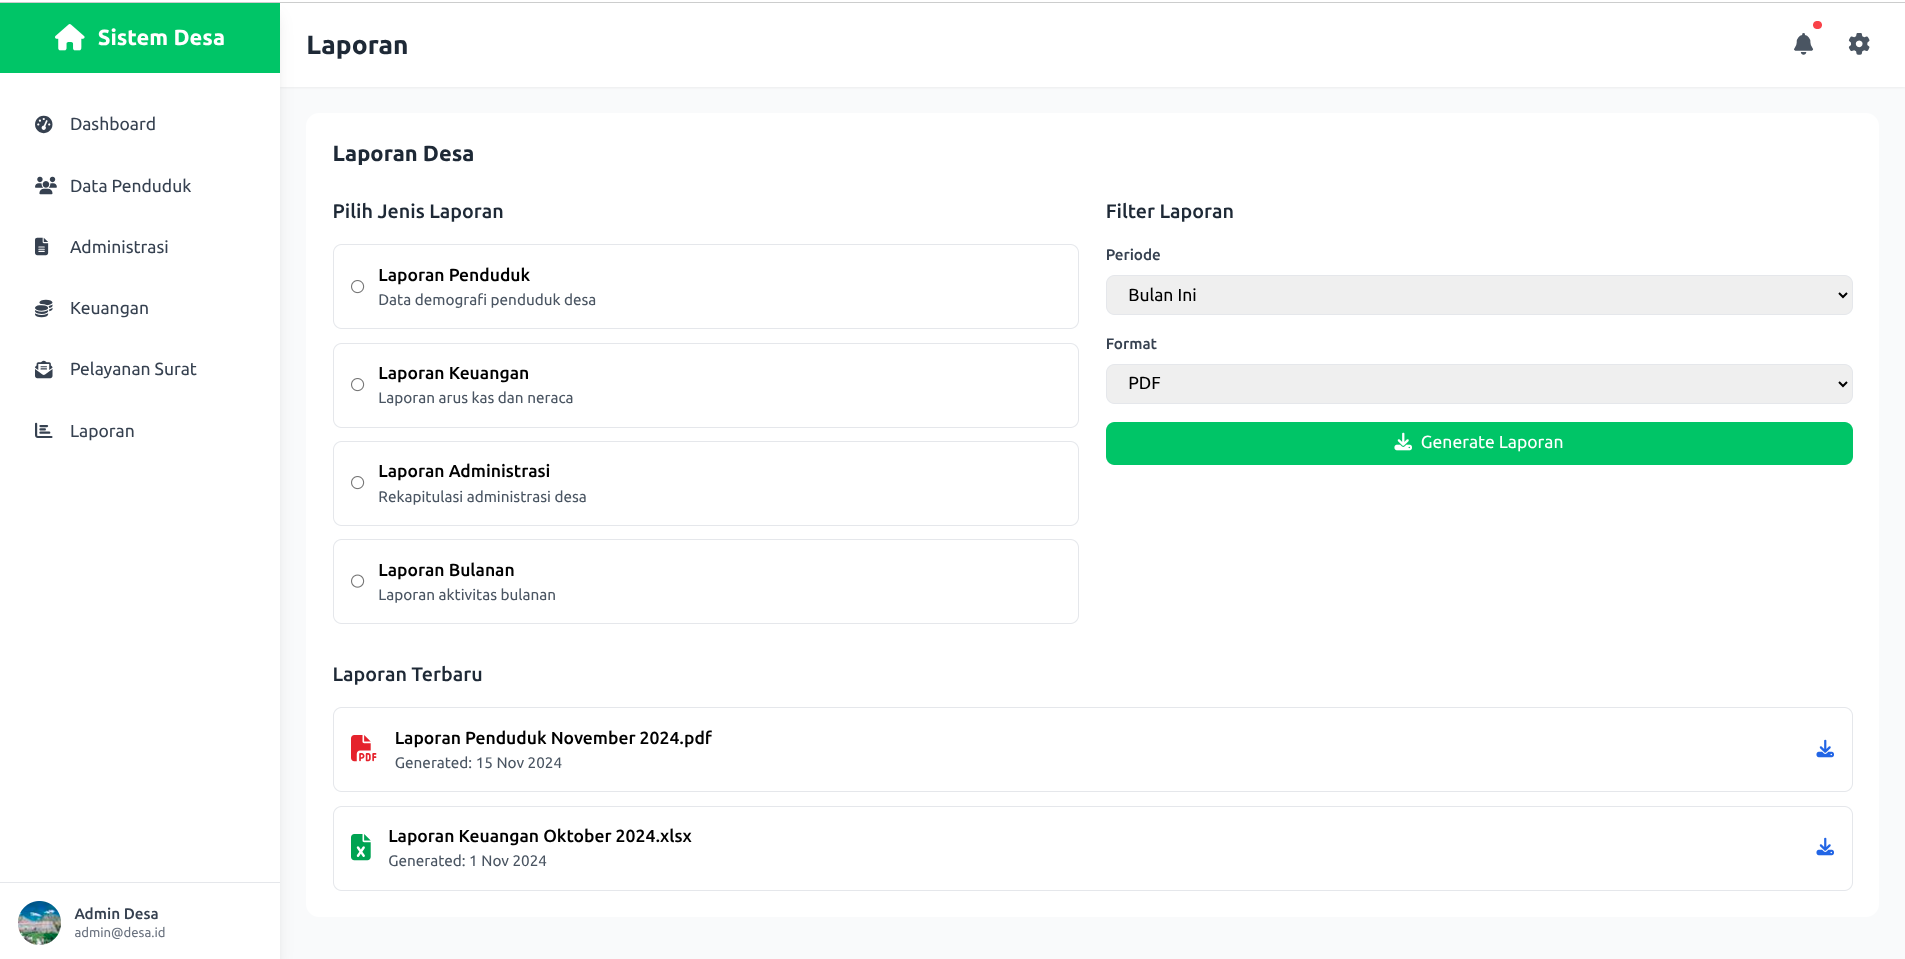 Sistem Desa
Dashboard
Data Penduduk
Administrasi
Keuangan
Pelayanan Surat
Laporan
Admin Desa
admin@desa.id
Laporan
Laporan Desa
Pilih Jenis Laporan
Laporan Penduduk
Data demografi penduduk desa
Laporan Keuangan
Laporan arus kas dan neraca
Laporan Administrasi
Rekapitulasi administrasi desa
Laporan Bulanan
Laporan aktivitas bulanan
Filter Laporan
Periode
Bulan Ini
Format
PDF
Generate Laporan
Laporan Terbaru
PDF
Laporan Penduduk November 2024.pdf
Generated: 15 Nov 2024
X
Laporan Keuangan Oktober 2024.xlsx
Generated: 1 Nov 2024